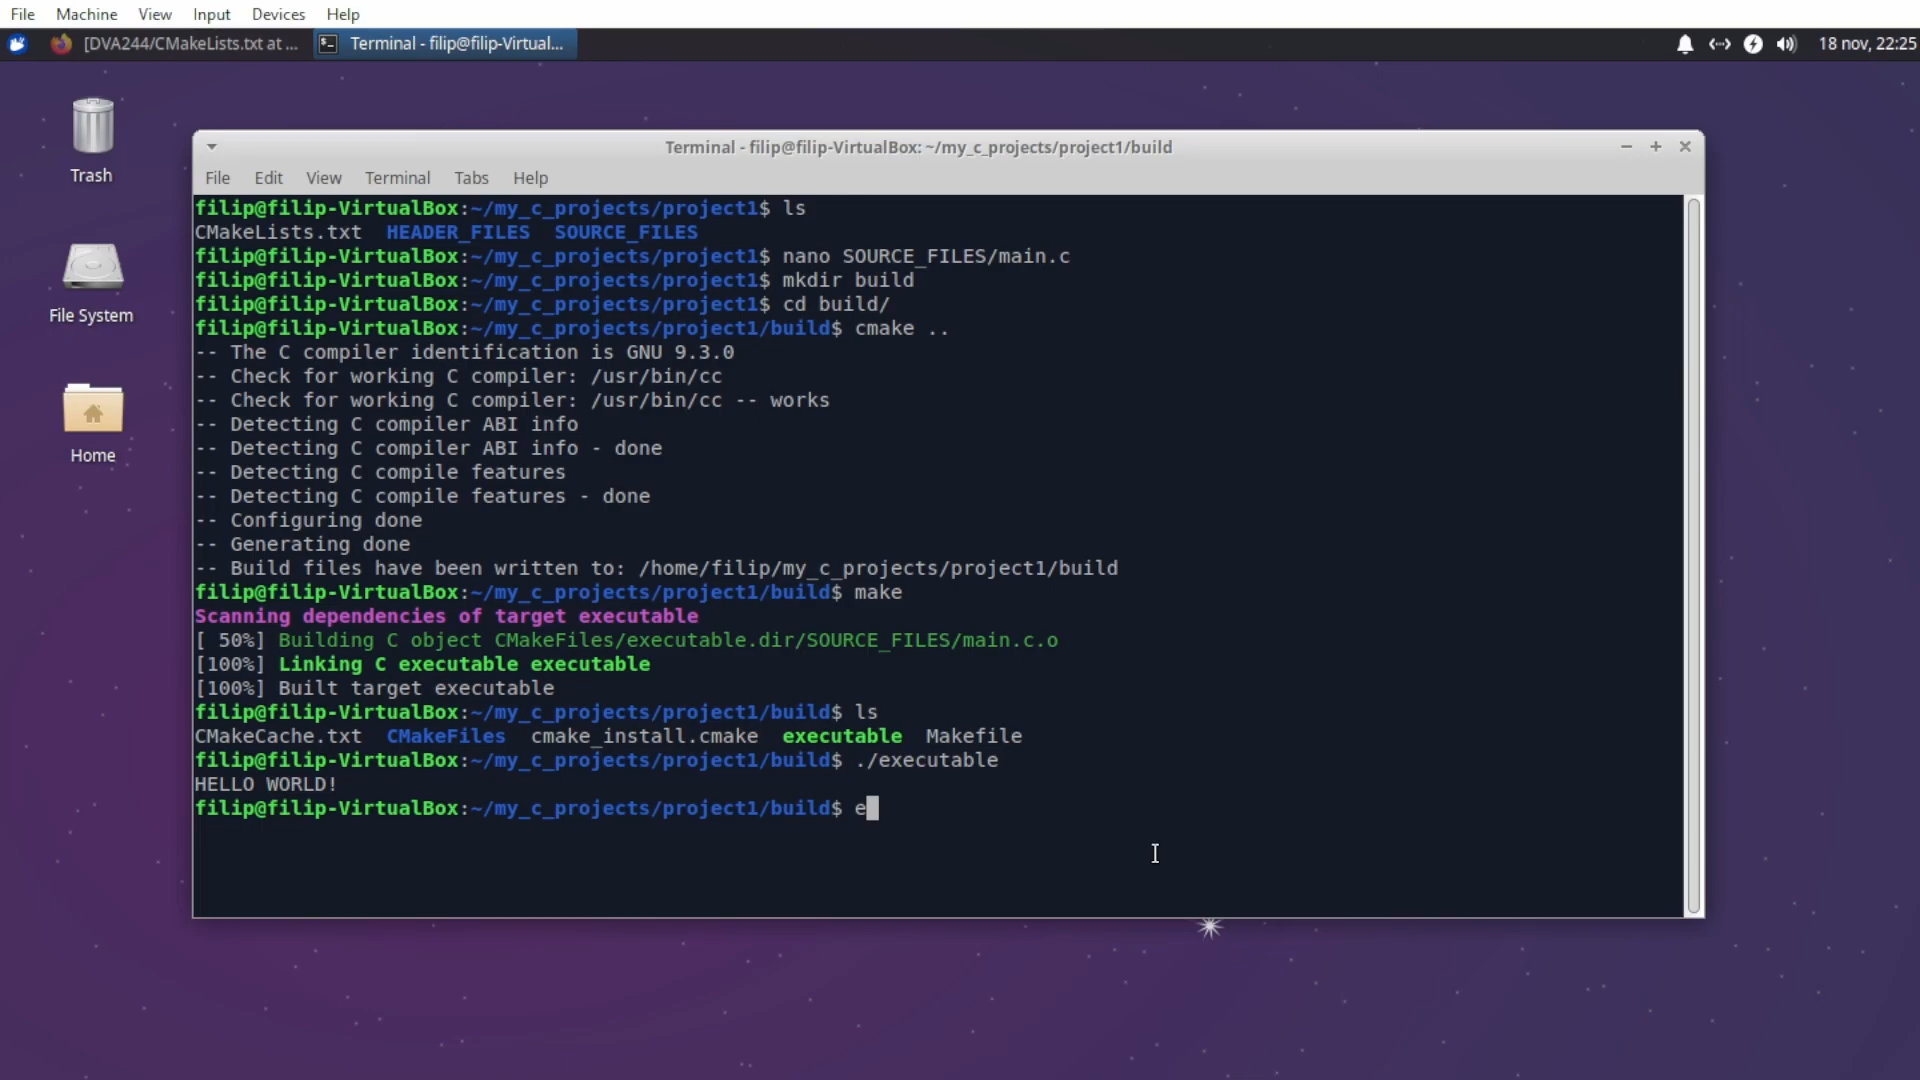 File Machine View Input Devices Help
[DVA244/CMakeLists.txt at ... Terminal - filip@filip-Virtual... 18 nov, 22:25
Trash
File System
Home
Terminal - filip@filip-VirtualBox: ~/my_c_projects/project1/build
File Edit View Terminal Tabs Help
filip@filip-VirtualBox:~/my_c_projects/project1$ ls
CMakeLists.txt HEADER_FILES SOURCE_FILES
filip@filip-VirtualBox:~/my_c_projects/project1$ nano SOURCE_FILES/main.c
filip@filip-VirtualBox:~/my_c_projects/project1$ mkdir build
filip@filip-VirtualBox:~/my_c_projects/project1$ cd build/
filip@filip-VirtualBox:~/my_c_projects/project1/build$ cmake ..
-- The C compiler identification is GNU 9.3.0
-- Check for working C compiler: /usr/bin/cc
-- Check for working C compiler: /usr/bin/cc -- works
-- Detecting C compiler ABI info
-- Detecting C compiler ABI info - done
-- Detecting C compile features
-- Detecting C compile features - done
-- Configuring done
-- Generating done
-- Build files have been written to: /home/filip/my_c_projects/project1/build
filip@filip-VirtualBox:~/my_c_projects/project1/build$ make
Scanning dependencies of target executable
[ 50%] Building C object CMakeFiles/executable.dir/SOURCE_FILES/main.c.o
[100%] Linking C executable executable
[100%] Built target executable
filip@filip-VirtualBox:~/my_c_projects/project1/build$ ls
CMakeCache.txt CMakeFiles cmake_install.cmake executable Makefile
filip@filip-VirtualBox:~/my_c_projects/project1/build$ ./executable
HELLO WORLD!
filip@filip-VirtualBox:~/my_c_projects/project1/build$ e